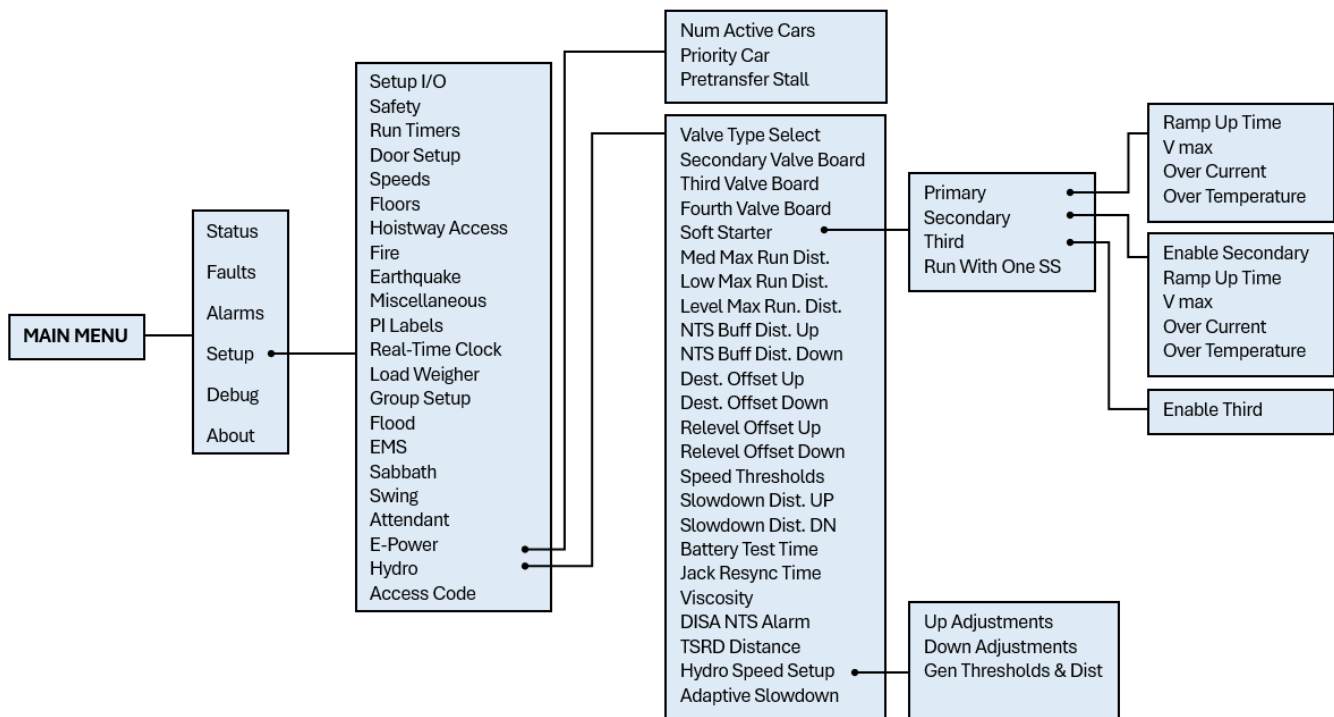 MAIN MENU
Status
Faults
Alarms
Setup
Debug
About
Setup I/O
Safety
Run Timers
Door Setup
Speeds
Floors
Hoistway Access
Fire
Earthquake
Miscellaneous
PI Labels
Real-Time Clock
Load Weigher
Group Setup
Flood
EMS
Sabbath
Swing
Attendant
E-Power
Hydro
Access Code
Num Active Cars
Priority Car
Pretransfer Stall
Valve Type Select
Secondary Valve Board
Third Valve Board
Fourth Valve Board
Soft Starter
Med Max Run Dist.
Low Max Run Dist.
Level Max Run. Dist.
NTS Buff Dist. Up
NTS Buff Dist. Down
Dest. Offset Up
Dest. Offset Down
Relevel Offset Up
Relevel Offset Down
Speed Thresholds
Slowdown Dist. UP
Slowdown Dist. DN
Battery Test Time
Jack Resync Time
Viscosity
DISA NTS Alarm
TSRD Distance
Hydro Speed Setup
Adaptive Slowdown
Primary
Secondary
Third
Run With One SS
Ramp Up Time
V max
Over Current
Over Temperature
Enable Secondary
Ramp Up Time
V max
Over Current
Over Temperature
Enable Third
Up Adjustments
Down Adjustments
Gen Thresholds & Dist